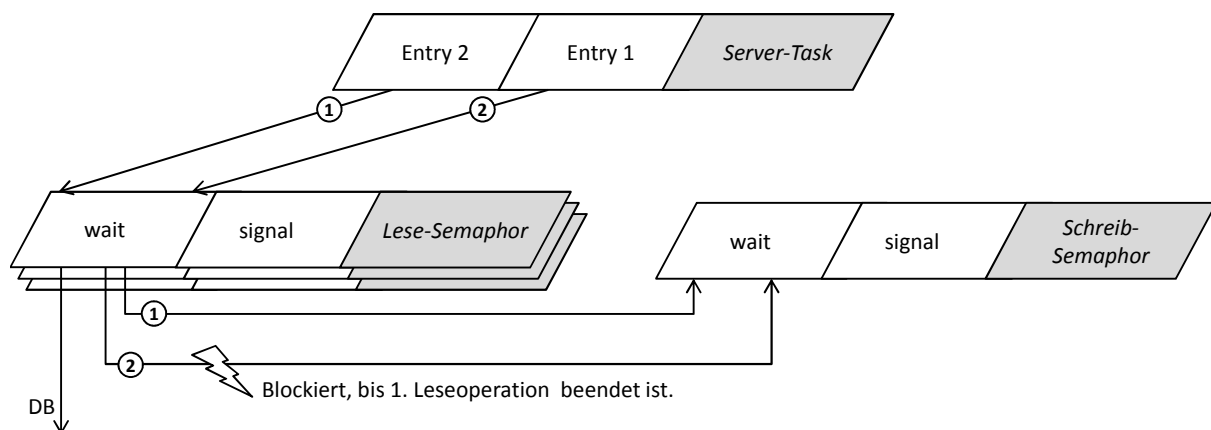 Entry 2 Entry 1 Server-Task
1 2
wait signal Lese-Semaphor
wait signal Schreib-
Semaphor
1
2
Blockiert, bis 1. Leseoperation beendet ist.
DB